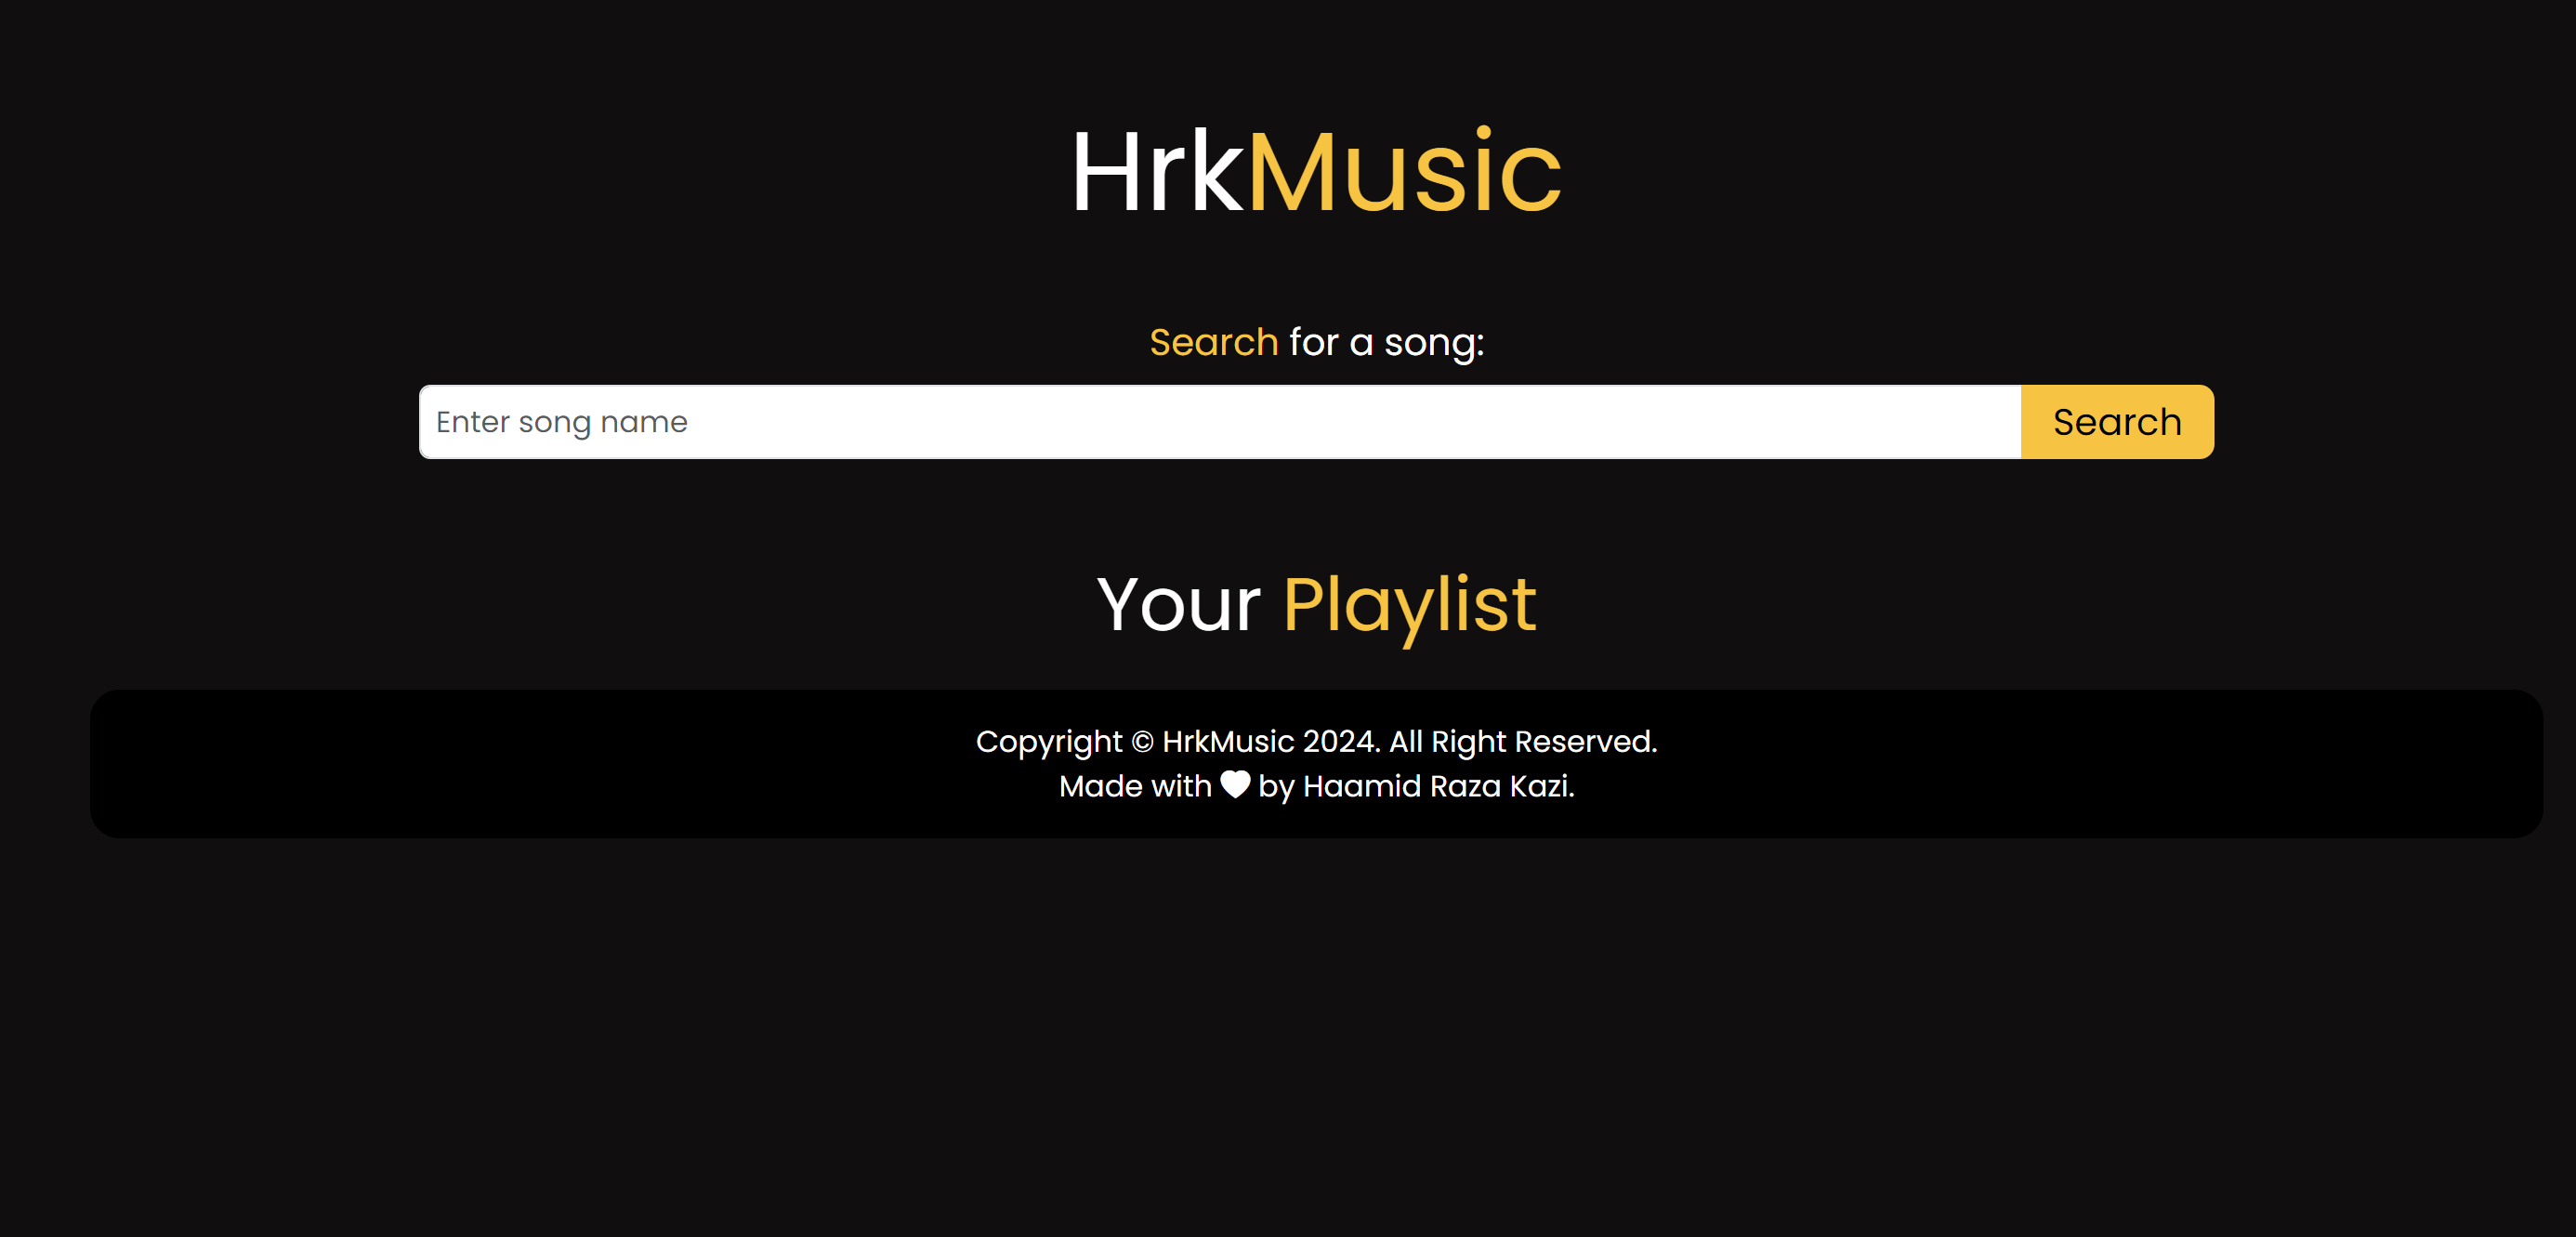 HrkMusic
Search for a song:
Enter song name
Search
Your Playlist
Copyright © HrkMusic 2024. All Right Reserved.
Made with 🤍 by Haamid Raza Kazi.